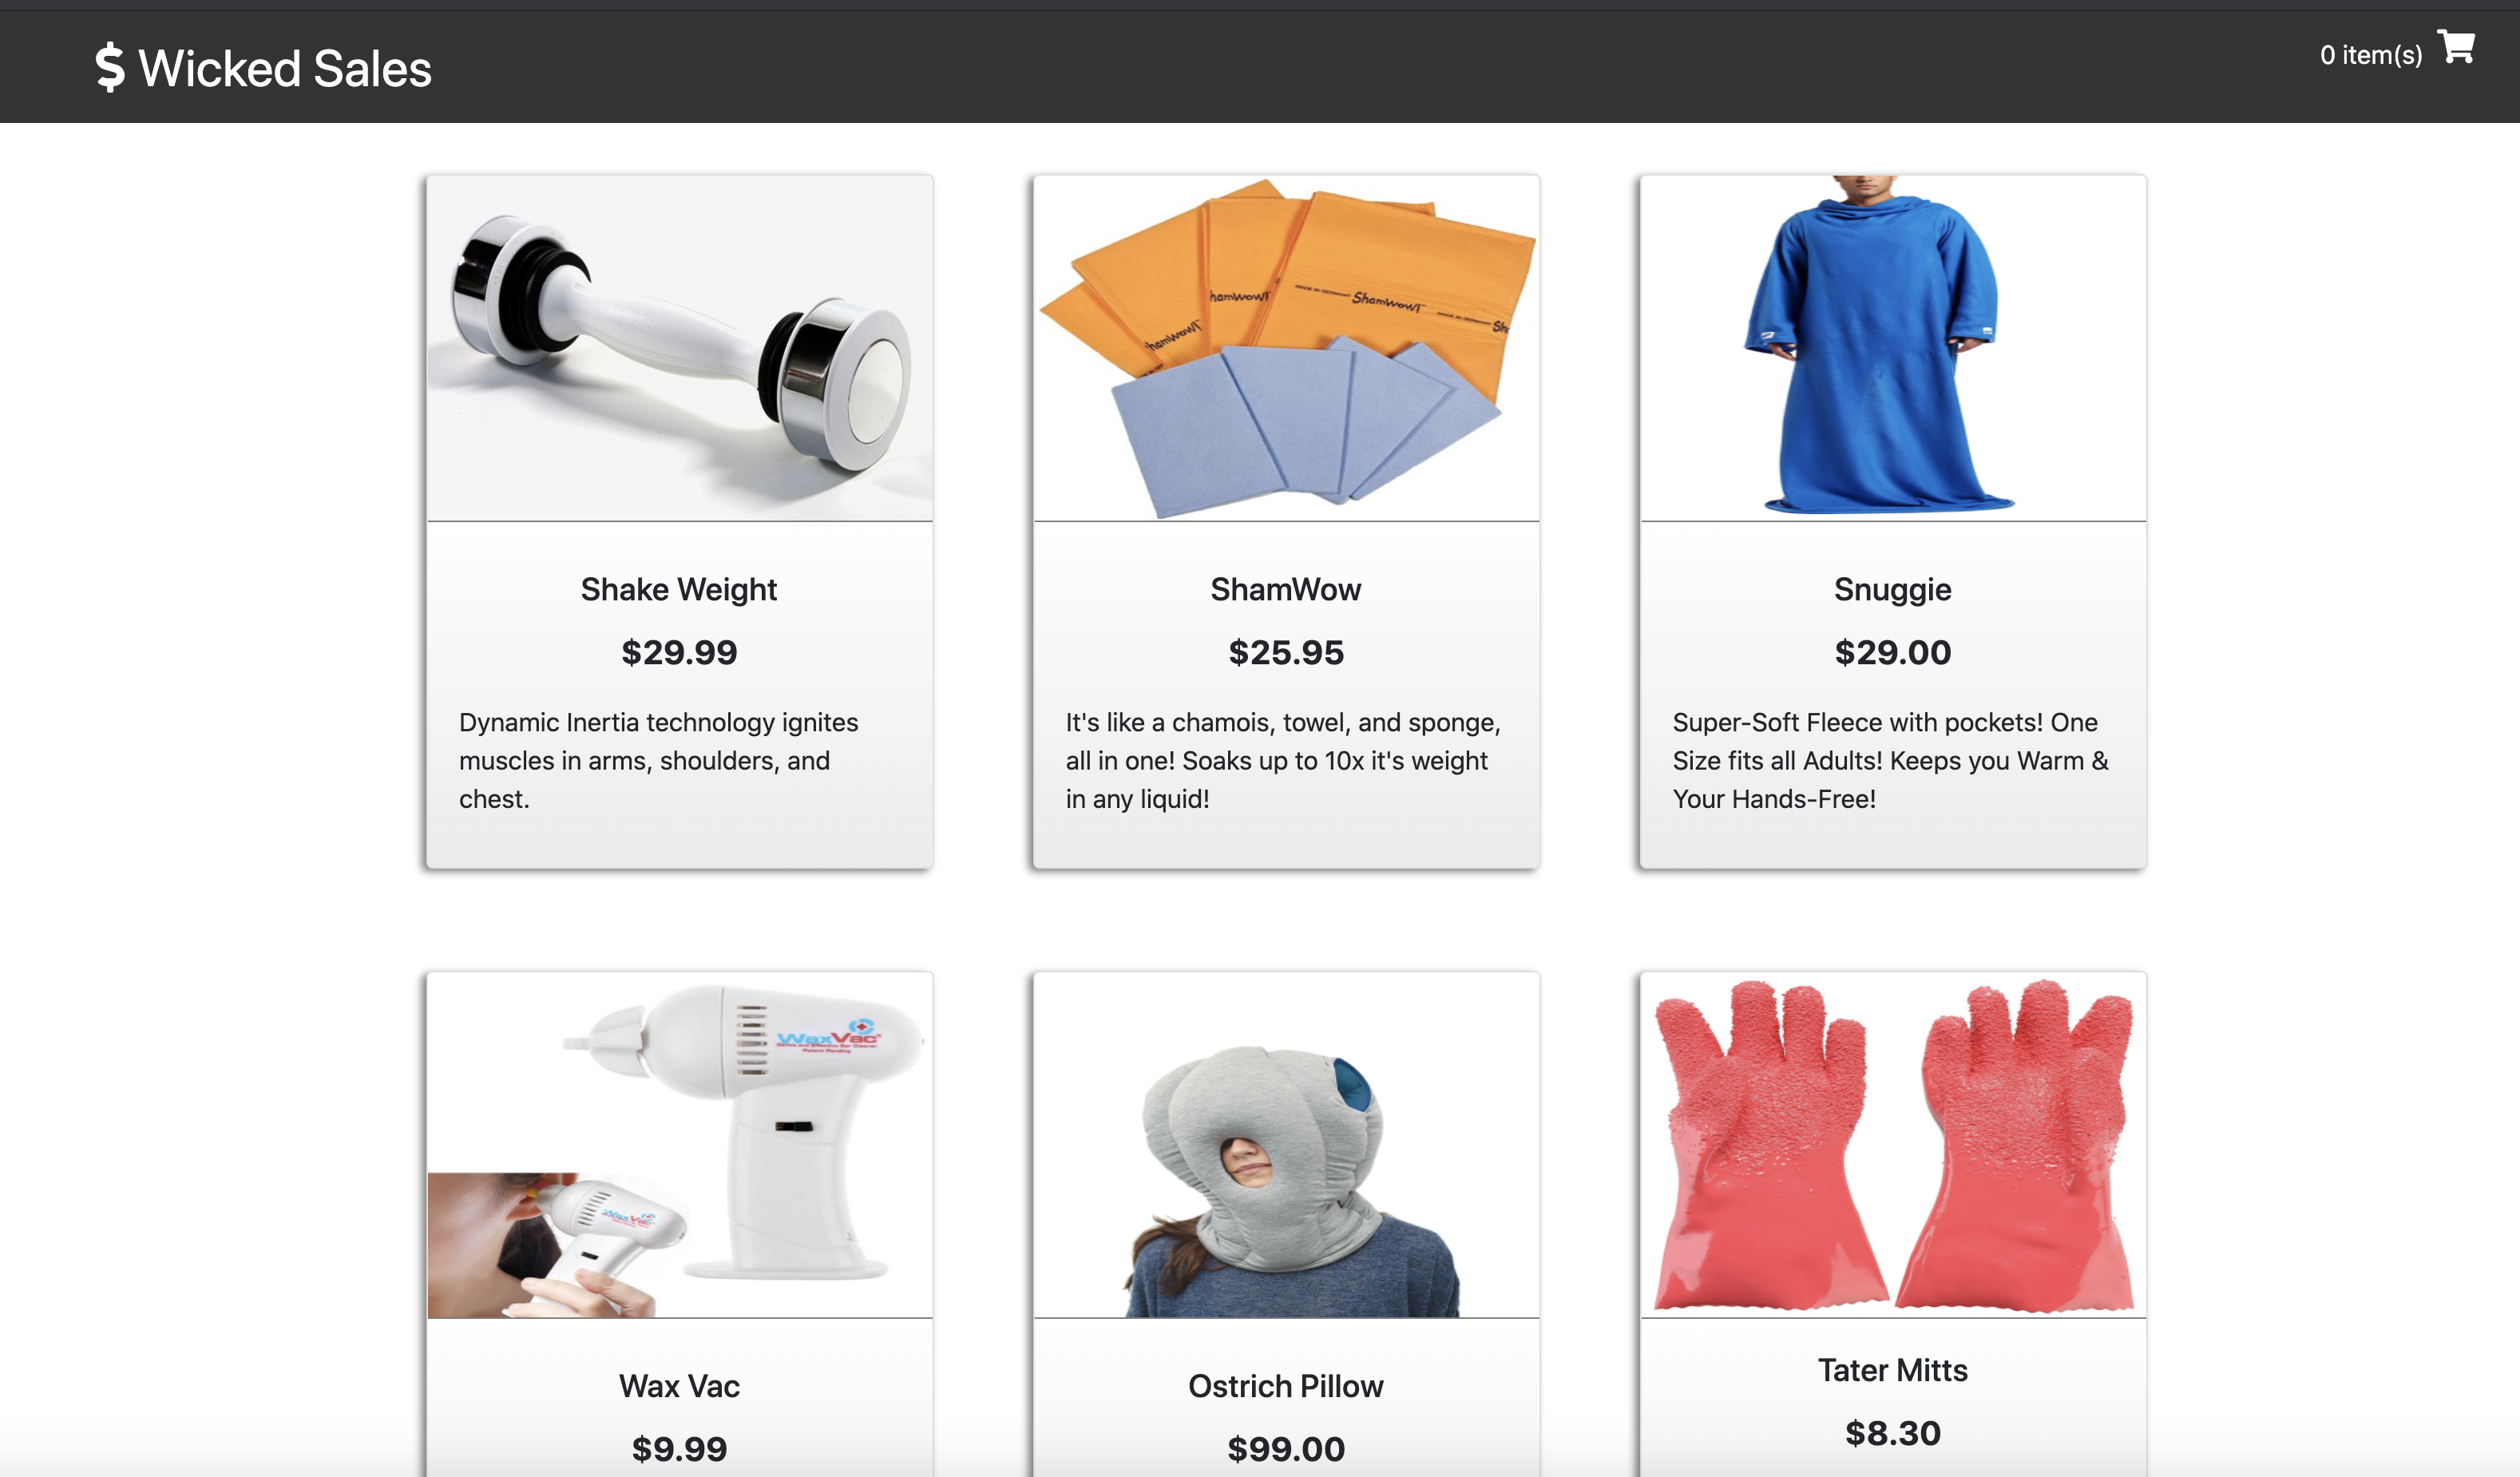 $ Wicked Sales
0 item(s)
hamWow!
ShamWow!
hamWow!
Sh
Shake Weight
ShamWow
Snuggie
$29.99
$25.95
$29.00
Dynamic Inertia technology ignites
muscles in arms, shoulders, and
chest.
It's like a chamois, towel, and sponge,
all in one! Soaks up to 10x it's weight
in any liquid!
Super-Soft Fleece with pockets! One
Size fits all Adults! Keeps you Warm &
Your Hands-Free!
WaxVac
WaxVac
Wax Vac
Ostrich Pillow
Tater Mitts
$9.99
$99.00
$8.30